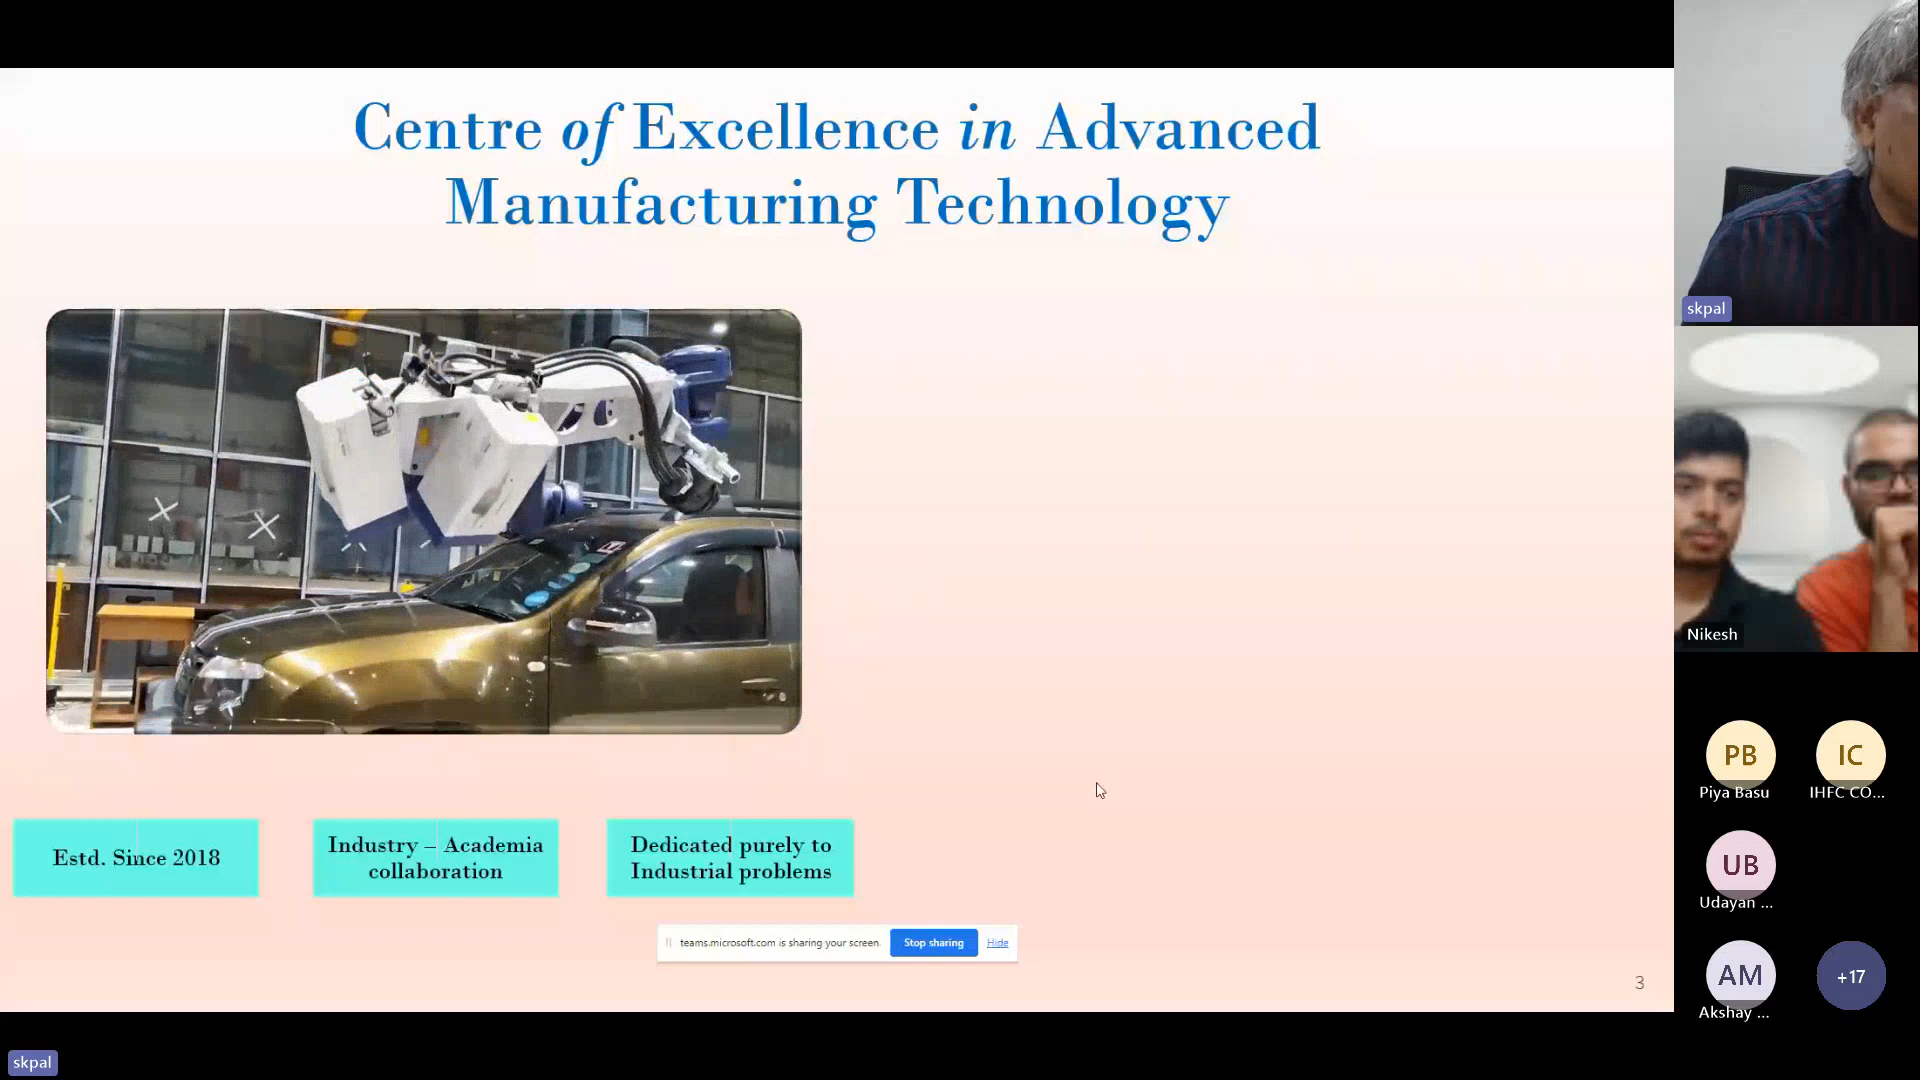 Centre of Excellence in Advanced
Manufacturing Technology
Estd. Since 2018
Industry – Academia
collaboration
Dedicated purely to
Industrial problems
teams.microsoft.com is sharing your screen.
Stop sharing
Hide
3
skpal
skpal
Nikesh
PB
Piya Basu
IC
IHFC CO...
UB
Udayan ...
AM
Akshay ...
+17